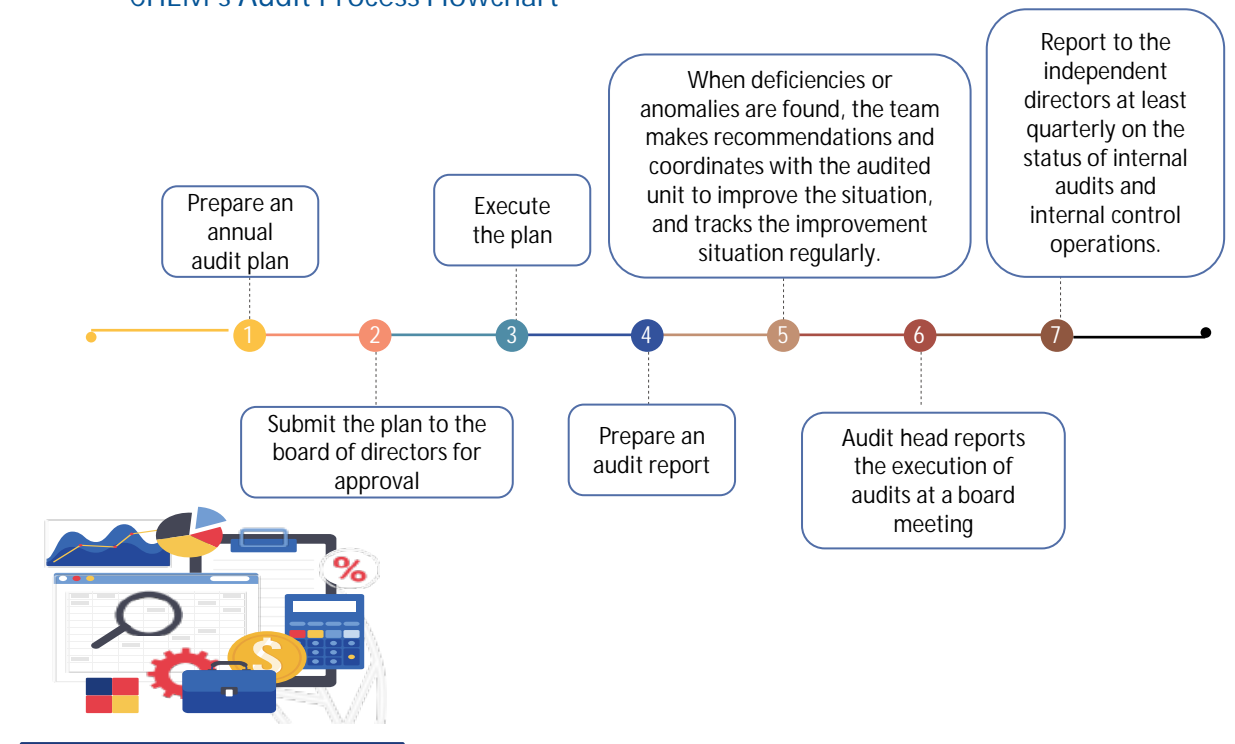 Audit Process Flowchart
Prepare an
annual
audit plan
Execute
the plan
When deficiencies or
anomalies are found, the team
makes recommendations and
coordinates with the audited
unit to improve the situation,
and tracks the improvement
situation regularly.
Report to the
independent
directors at least
quarterly on the
status of internal
audits and
internal control
operations.
1
2
3
4
5
6
7
Submit the plan to the
board of directors for
approval
Prepare an
audit report
Audit head reports
the execution of
audits at a board
meeting
%
$